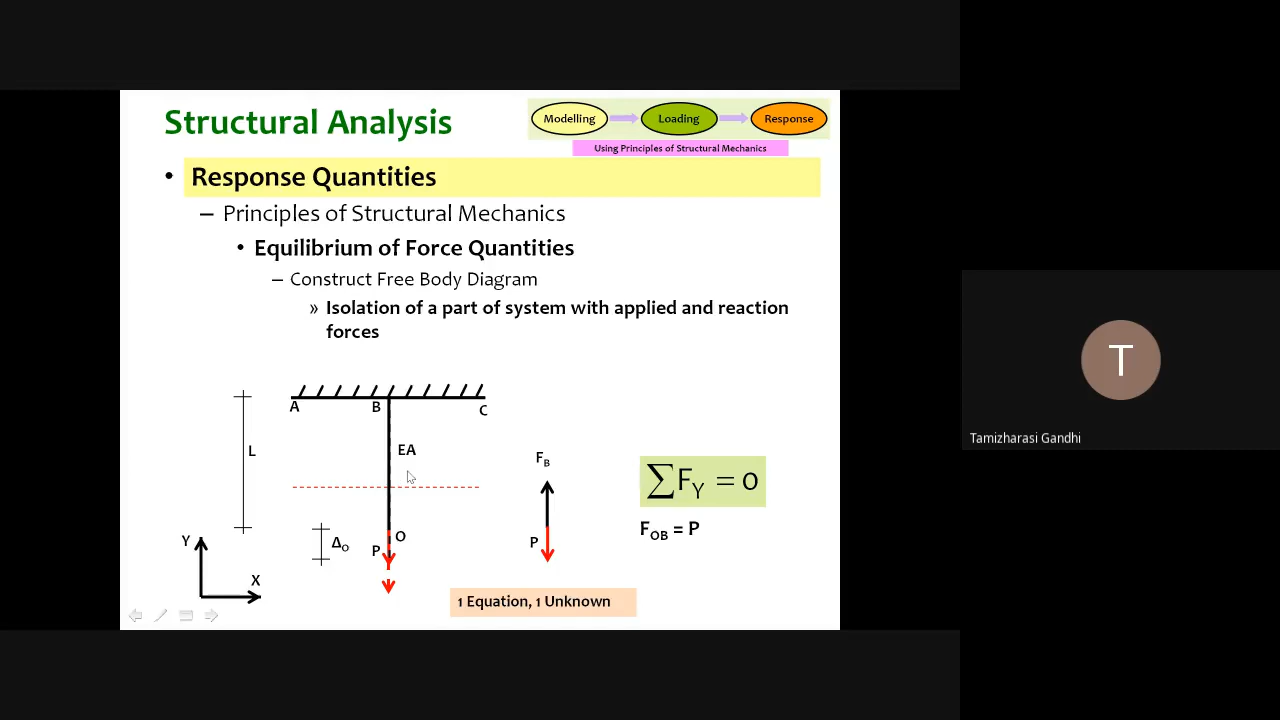 Structural Analysis
Modelling
Loading
Response
Using Principles of Structural Mechanics
• Response Quantities
– Principles of Structural Mechanics
• Equilibrium of Force Quantities
– Construct Free Body Diagram
» Isolation of a part of system with applied and reaction
forces
A
B
C
L
EA
F_B
∑F_Y = 0
F_OB = P
O
P
Δ_O
P
Y
X
1 Equation, 1 Unknown
T
Tamizharasi Gandhi